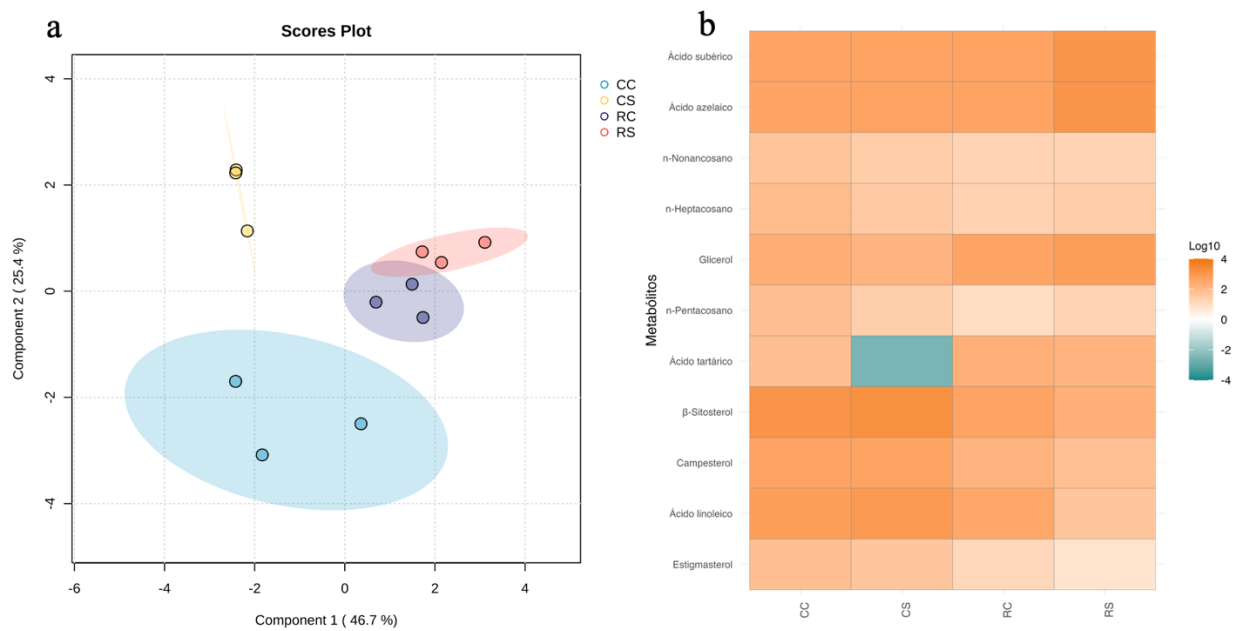 a
Scores Plot
CC
CS
RC
RS
Component 2 ( 25.4 %)
4
2
0
-2
-4
-6
-4
-2
0
2
4
Component 1 ( 46.7 %)
b
Metabólitos
Ácido subérico
Ácido azelaico
n-Nonancosano
n-Heptacosano
Glicerol
n-Pentacosano
Ácido tartárico
β-Sitosterol
Campesterol
Ácido linoleico
Estigmasterol
CC
CS
RC
RS
Log10
4
2
0
-2
-4